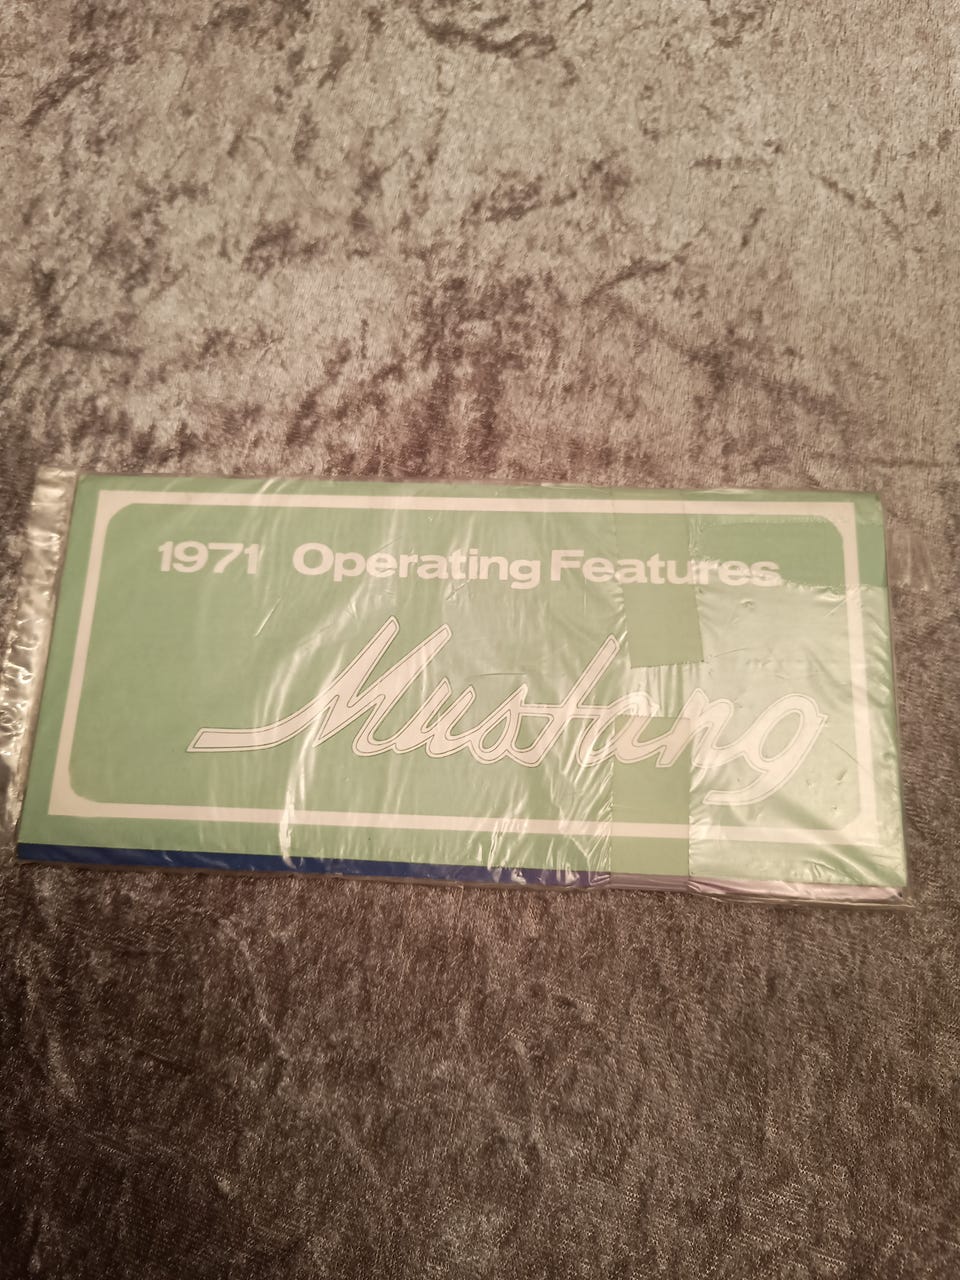 1971 Operating Features
Mustang